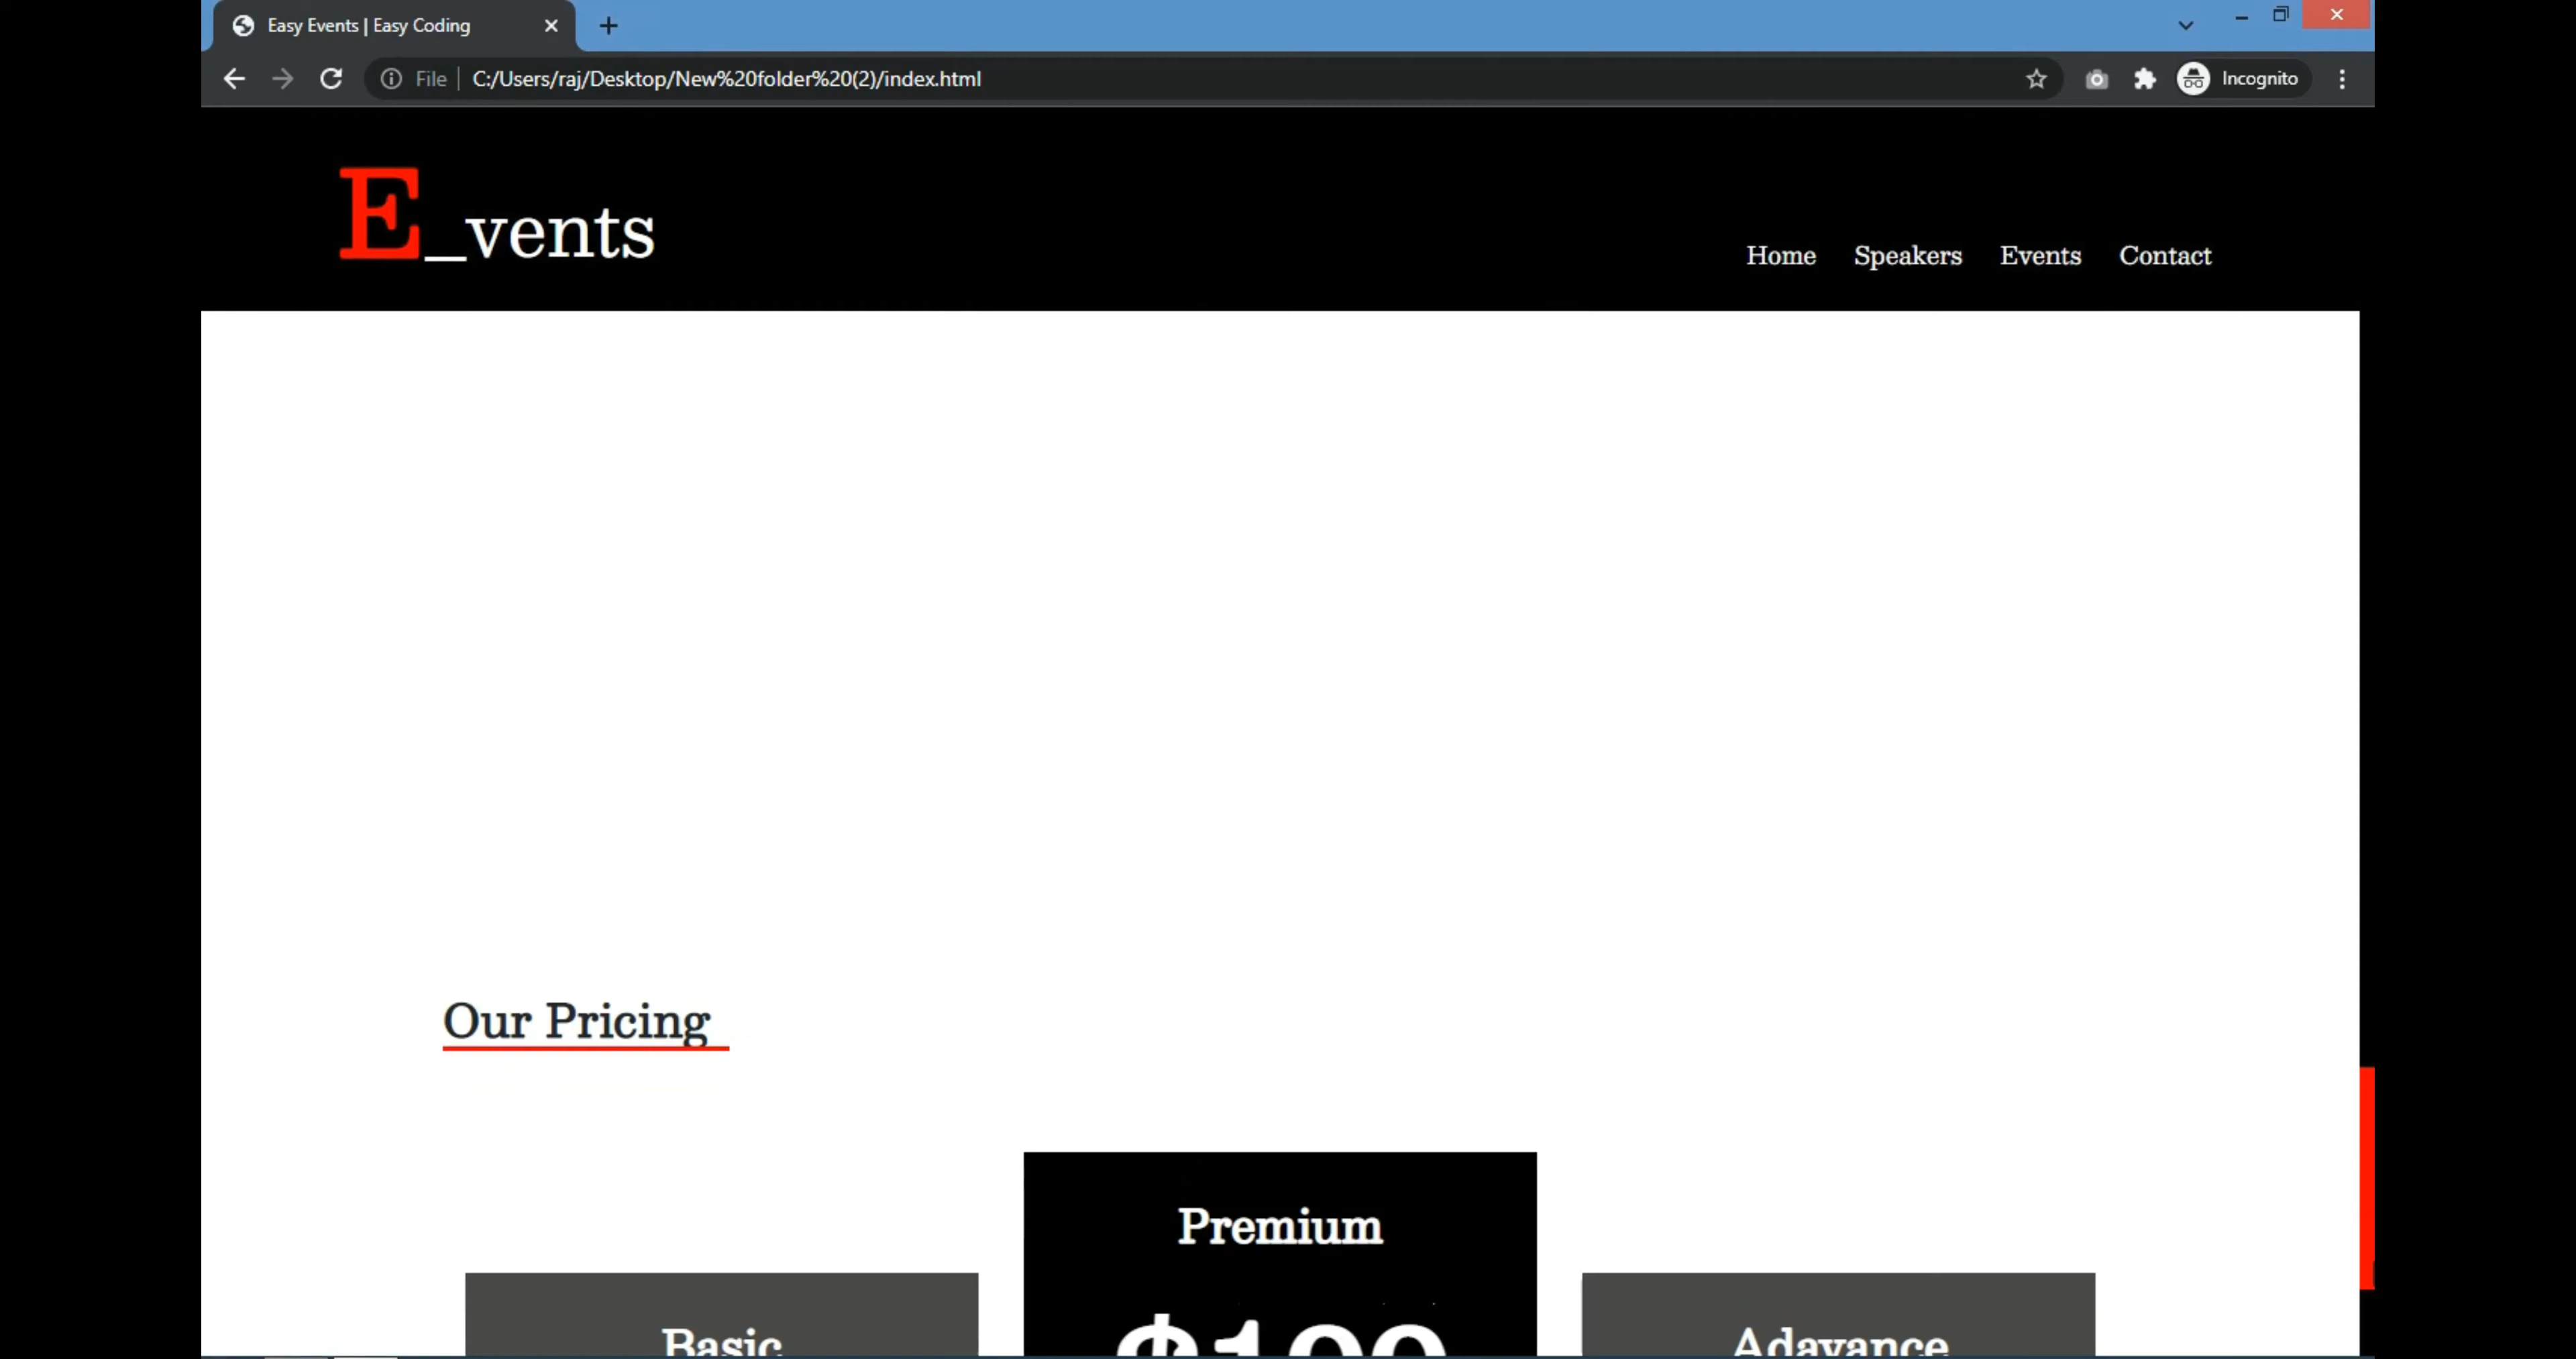 Easy Events | Easy Coding
File C:/Users/raj/Desktop/New%20folder%20(2)/index.html Incognito
E_vents
Home Speakers Events Contact
Our Pricing
Premium
Basic $199 Adavance